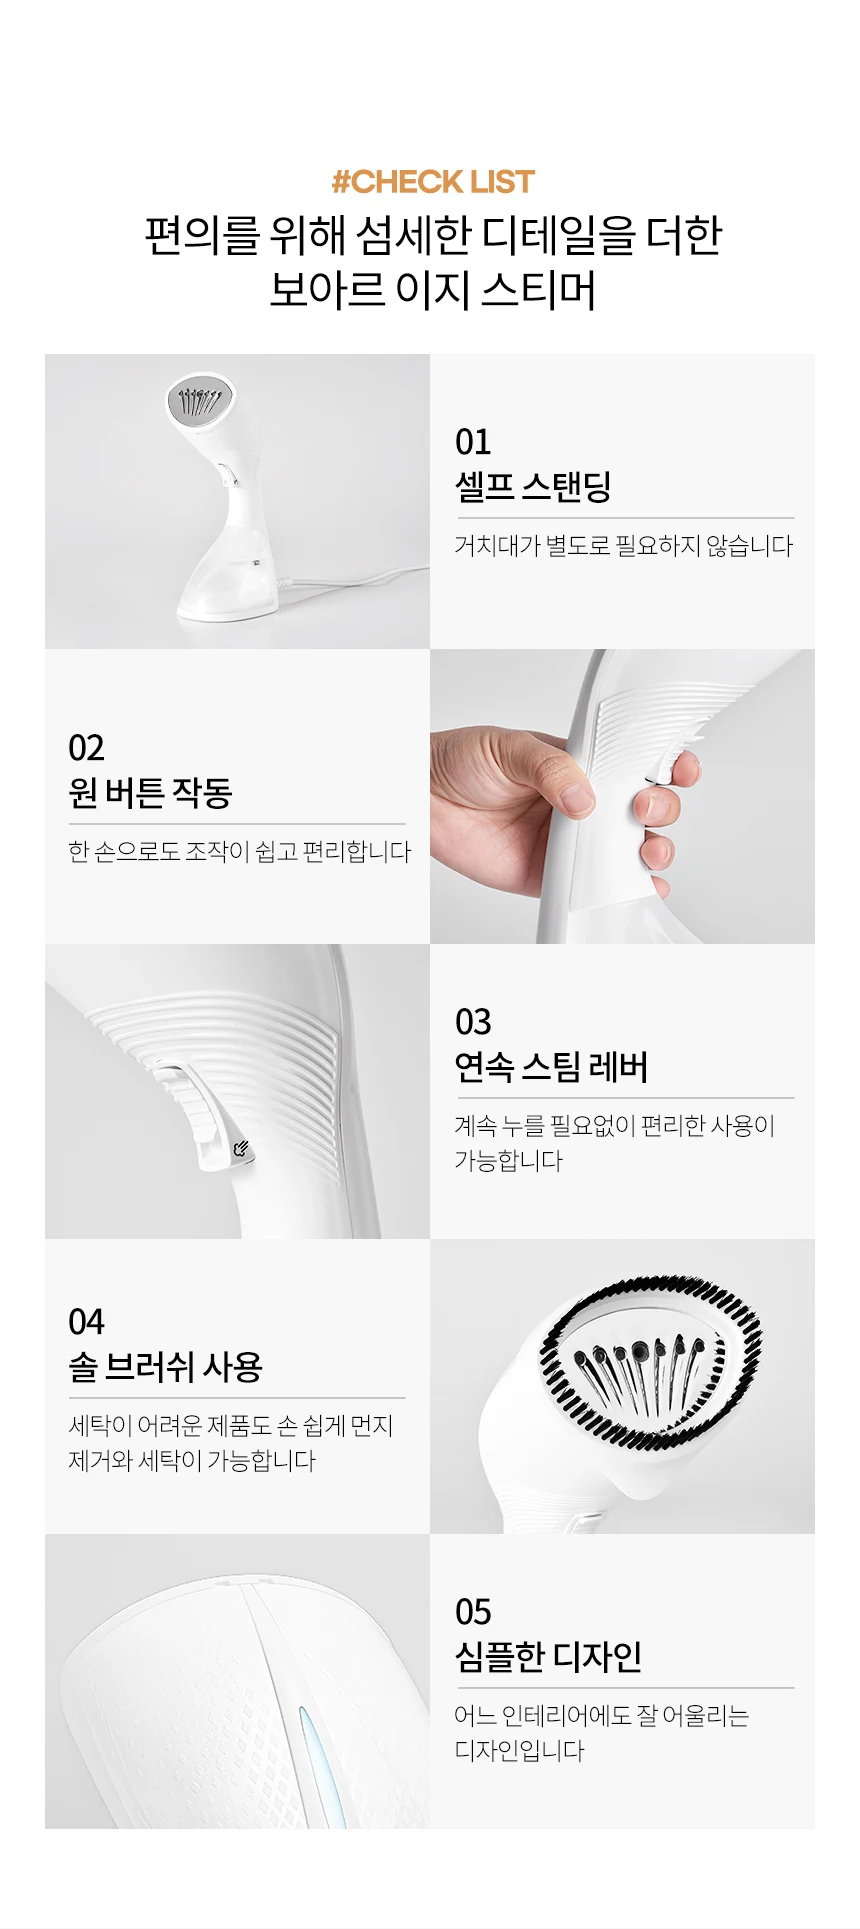 #CHECK LIST
편의를 위해 섬세한 디테일을 더한
보아르 이지 스티머
01
셀프 스탠딩
거치대가 별도로 필요하지 않습니다
02
원 버튼 작동
한 손으로도 조작이 쉽고 편리합니다
03
연속 스팀 레버
계속 누를 필요없이 편리한 사용이
가능합니다
04
솔 브러쉬 사용
세탁이 어려운 제품도 손 쉽게 먼지
제거와 세탁이 가능합니다
05
심플한 디자인
어느 인테리어에도 잘 어울리는
디자인입니다